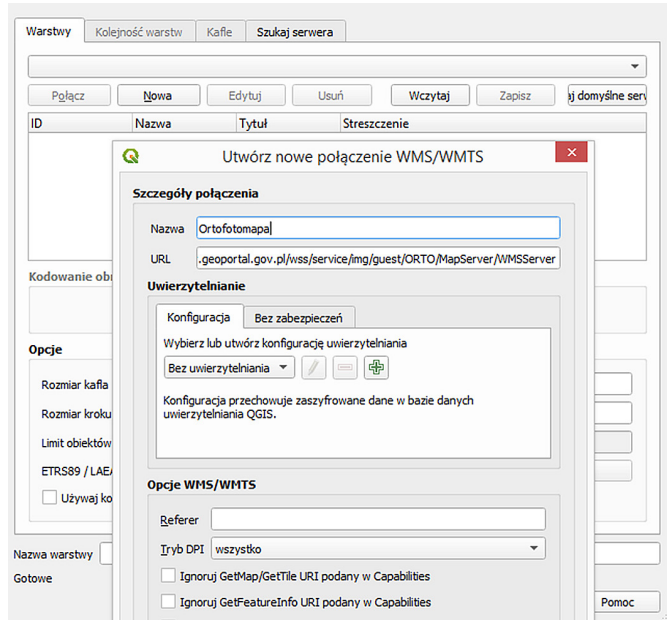 Warstwy Kolejność warstw Kafle Szukaj serwera
Połącz Nowa Edytuj Usuń Wczytaj Zapisz aj domyślne serw
ID Nazwa Tytuł Streszczenie
Utwórz nowe połączenie WMS/WMTS
Szczegóły połączenia
Nazwa Ortofotomapa
URL .geoportal.gov.pl/wss/service/img/guest/ORTO/MapServer/WMSServer
Kodowanie obr
Uwierzytelnianie
Konfiguracja Bez zabezpieczeń
Wybierz lub utwórz konfigurację uwierzytelniania
Bez uwierzytelniania
Konfiguracja przechowuje zaszyfrowane dane w bazie danych
uwierzytelniania QGIS.
Opcje
Rozmiar kafla
Rozmiar kroku
Limit obiektów
ETRS89 / LAEA
Używaj ko
Opcje WMS/WMTS
Referer
Tryb DPI wszystko
Ignoruj GetMap/GetTile URI podany w Capabilities
Ignoruj GetFeatureInfo URI podany w Capabilities
Nazwa warstwy
Gotowe
Pomoc